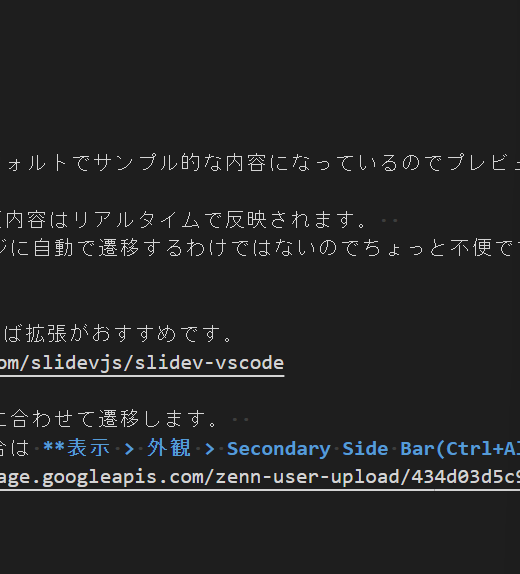 ォルトでサンプル的な内容になっているのでプレビュ
内容はリアルタイムで反映されます。
ジに自動で遷移するわけではないのでちょっと不便で
ば拡張がおすすめです。
om/slidevjs/slidev-vscode
に合わせて遷移します。
合は **表示 > 外観 > Secondary Side Bar(Ctrl+Al
age.googleapis.com/zenn-user-upload/434d03d5c9